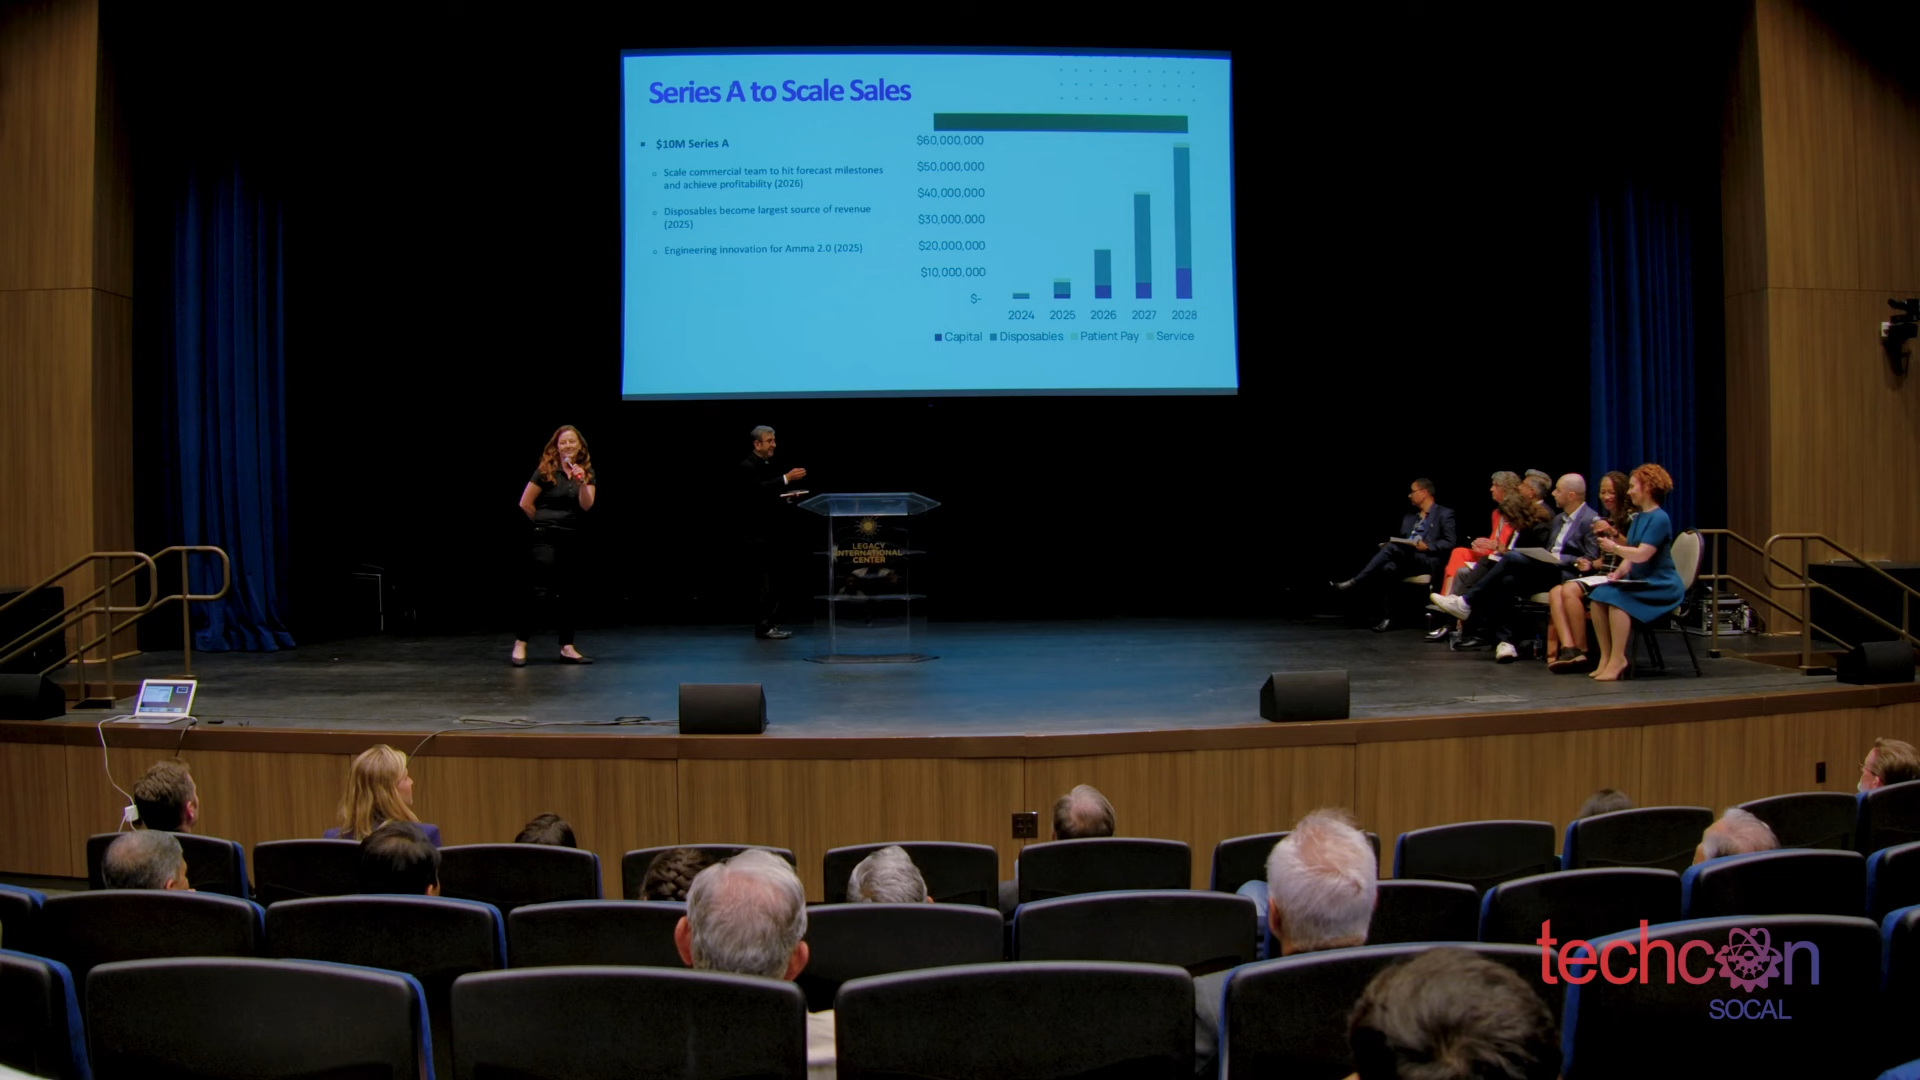 Series A to Scale Sales
▪ $10M Series A
○ Scale commercial team to hit forecast milestones
and achieve profitability (2026)
○ Disposables become largest source of revenue
(2025)
○ Engineering innovation for Amma 2.0 (2025)
$60,000,000
$50,000,000
$40,000,000
$30,000,000
$20,000,000
$10,000,000
$-
2024 2025 2026 2027 2028
Capital Disposables Patient Pay Service
LEGACY
INTERNATIONAL
CENTER
techcon
SOCAL